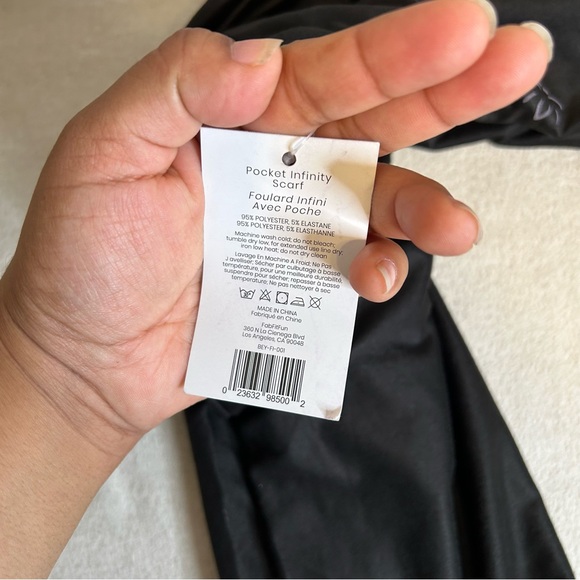 Pocket Infinity
Scarf
Foulard Infini
Avec Poche
95% POLYESTER, 5% ELASTANE
95% POLYESTER, 5% ELASTHANNE
Machine wash cold; do not bleach;
tumble dry low, for extended use line dry;
iron low heat; do not dry clean
Lavage En Machine A Froid; Ne Pas
J averliser; Sécher par culbutage à basse
température, pour une meilleure durabilité,
suspendre pour sécher; repasser à basse
température; Ne pas nettoyer à sec
MADE IN CHINA
Fabriqué en Chine
FabFitFun
360 N La Cienega Blvd
Los Angeles, CA 90048
BEY-FI-001
0 23632 98500 2